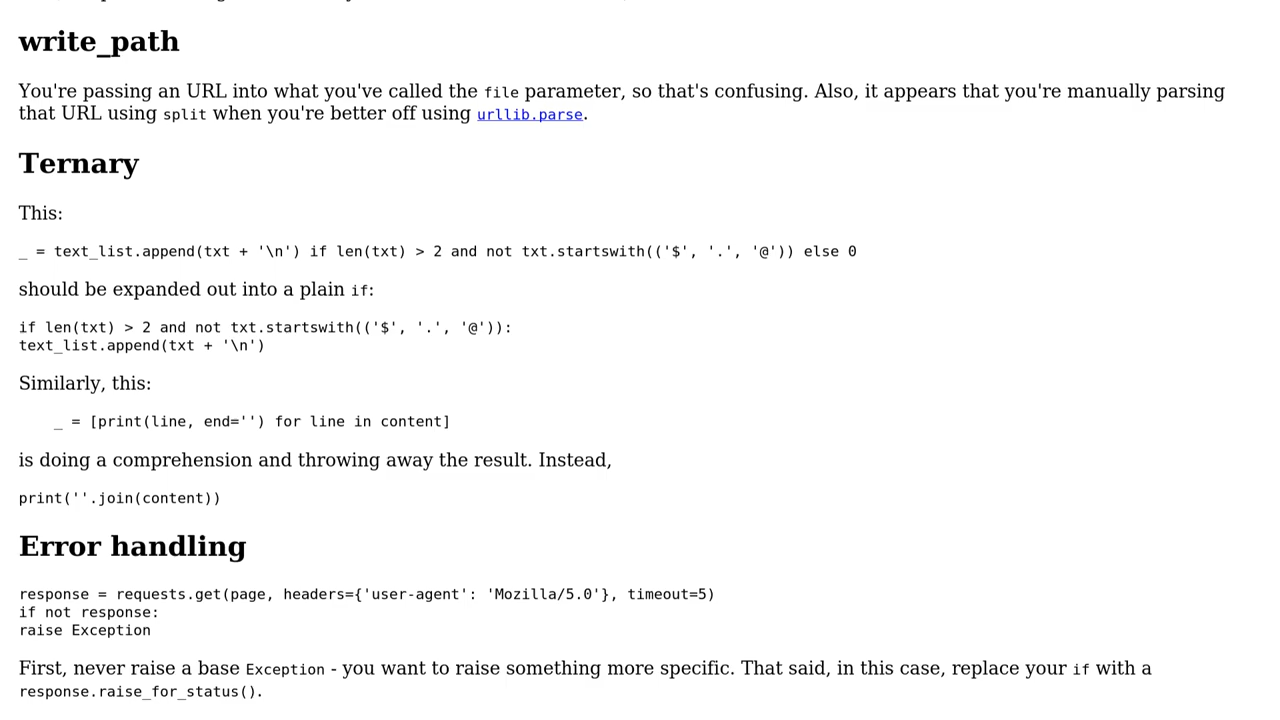 write_path
You're passing an URL into what you've called the file parameter, so that's confusing. Also, it appears that you're manually parsing
that URL using split when you're better off using urllib.parse.
Ternary
This:
_ = text_list.append(txt + '\n') if len(txt) > 2 and not txt.startswith(('$', '.', '@')) else 0
should be expanded out into a plain if:
if len(txt) > 2 and not txt.startswith(('$', '.', '@')):
text_list.append(txt + '\n')
Similarly, this:
    _ = [print(line, end='') for line in content]
is doing a comprehension and throwing away the result. Instead,
print(''.join(content))
Error handling
response = requests.get(page, headers={'user-agent': 'Mozilla/5.0'}, timeout=5)
if not response:
raise Exception
First, never raise a base Exception - you want to raise something more specific. That said, in this case, replace your if with a
response.raise_for_status().